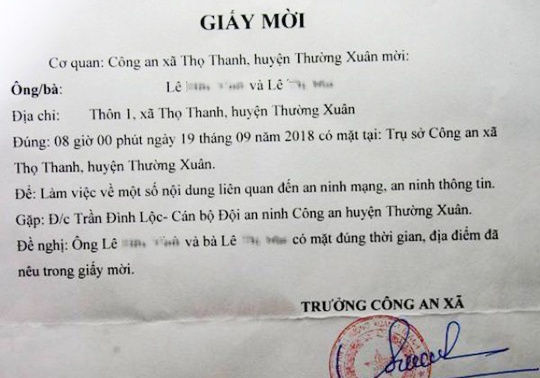 GIẤY MỜI
Cơ quan: Công an xã Thọ Thanh, huyện Thường Xuân mời:
Ông/bà: Lê và Lê
Địa chỉ: Thôn 1, xã Thọ Thanh, huyện Thường Xuân
Đúng: 08 giờ 00 phút ngày 19 tháng 09 năm 2018 có mặt tại: Trụ sở Công an xã
Thọ Thanh, huyện Thường Xuân.
Để: Làm việc về một số nội dung liên quan đến an ninh mạng, an ninh thông tin.
Gặp: Đ/c Trần Đình Lộc- Cán bộ Đội an ninh Công an huyện Thường Xuân.
Đề nghị: Ông Lê và bà Lê có mặt đúng thời gian, địa điểm đã
nêu trong giấy mời.
TRƯỞNG CÔNG AN XÃ